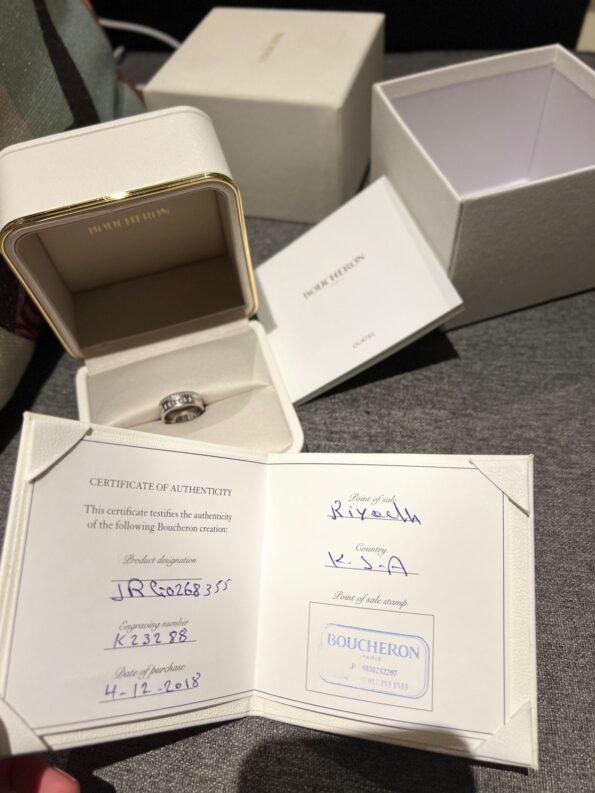 BOUCHERON
BOUCHERON
BOUCHERON
QUATRE
CERTIFICATE OF AUTHENTICITY
This certificate testifies the authenticity
of the following Boucheron creation:
Product designation
JRG0268355
Engraving number
K23288
Date of purchase
4-12-2018
Point of sale
Riyadh
Country
K.S.A
Point of sale stamp
BOUCHERON
PARIS